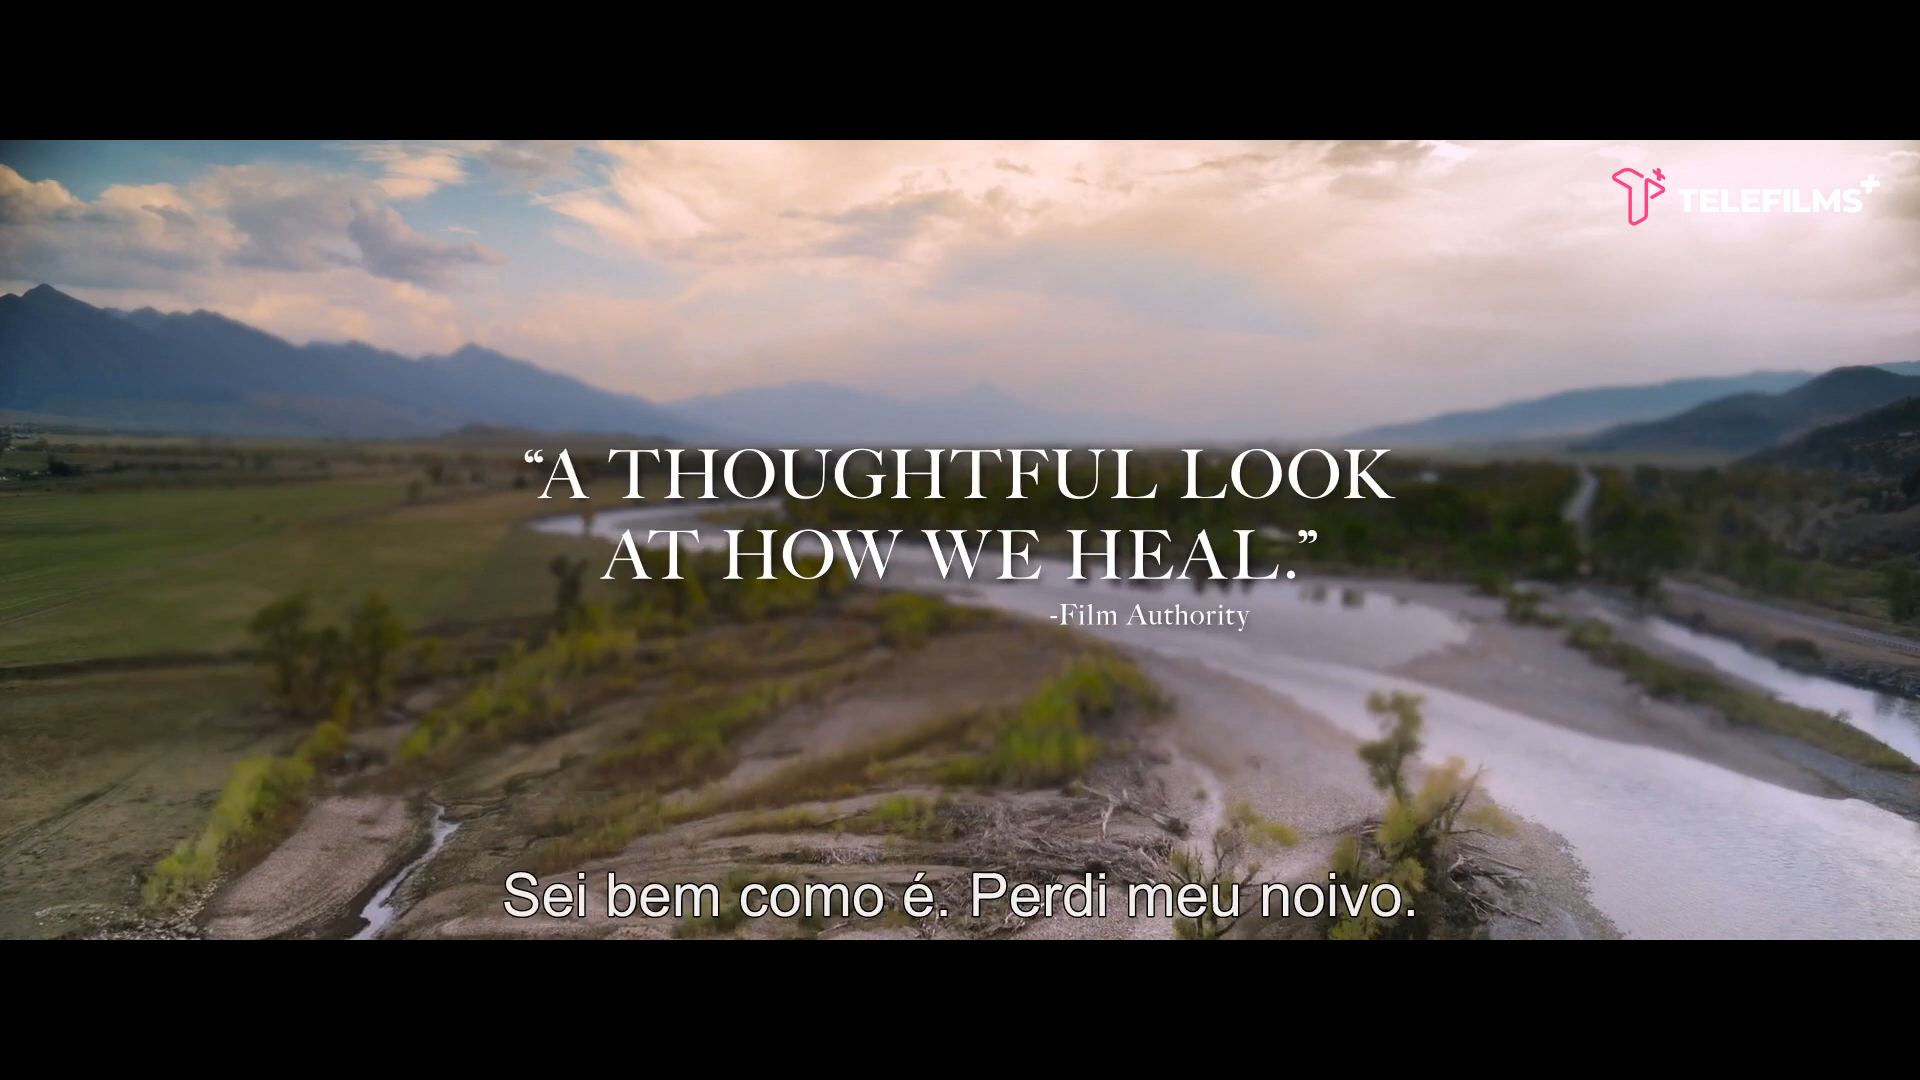 TELEFILMS+
“A THOUGHTFUL LOOK
AT HOW WE HEAL.”
-Film Authority
Sei bem como é. Perdi meu noivo.